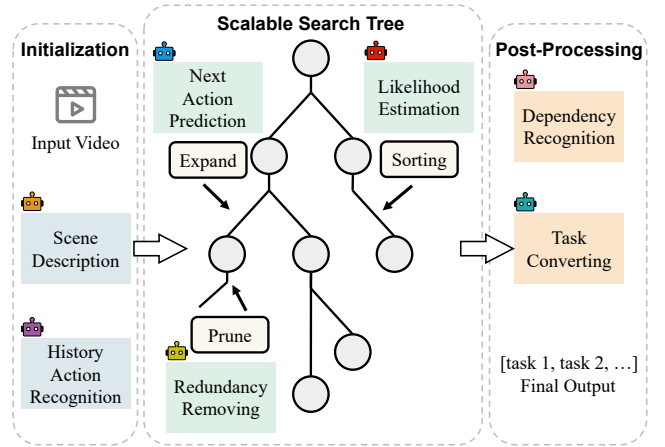 Initialization
Input Video
Scene
Description
History
Action
Recognition
Scalable Search Tree
Next
Action
Prediction
Likelihood
Estimation
Expand
Sorting
Prune
Redundancy
Removing
Post-Processing
Dependency
Recognition
Task
Converting
[task 1, task 2, …]
Final Output